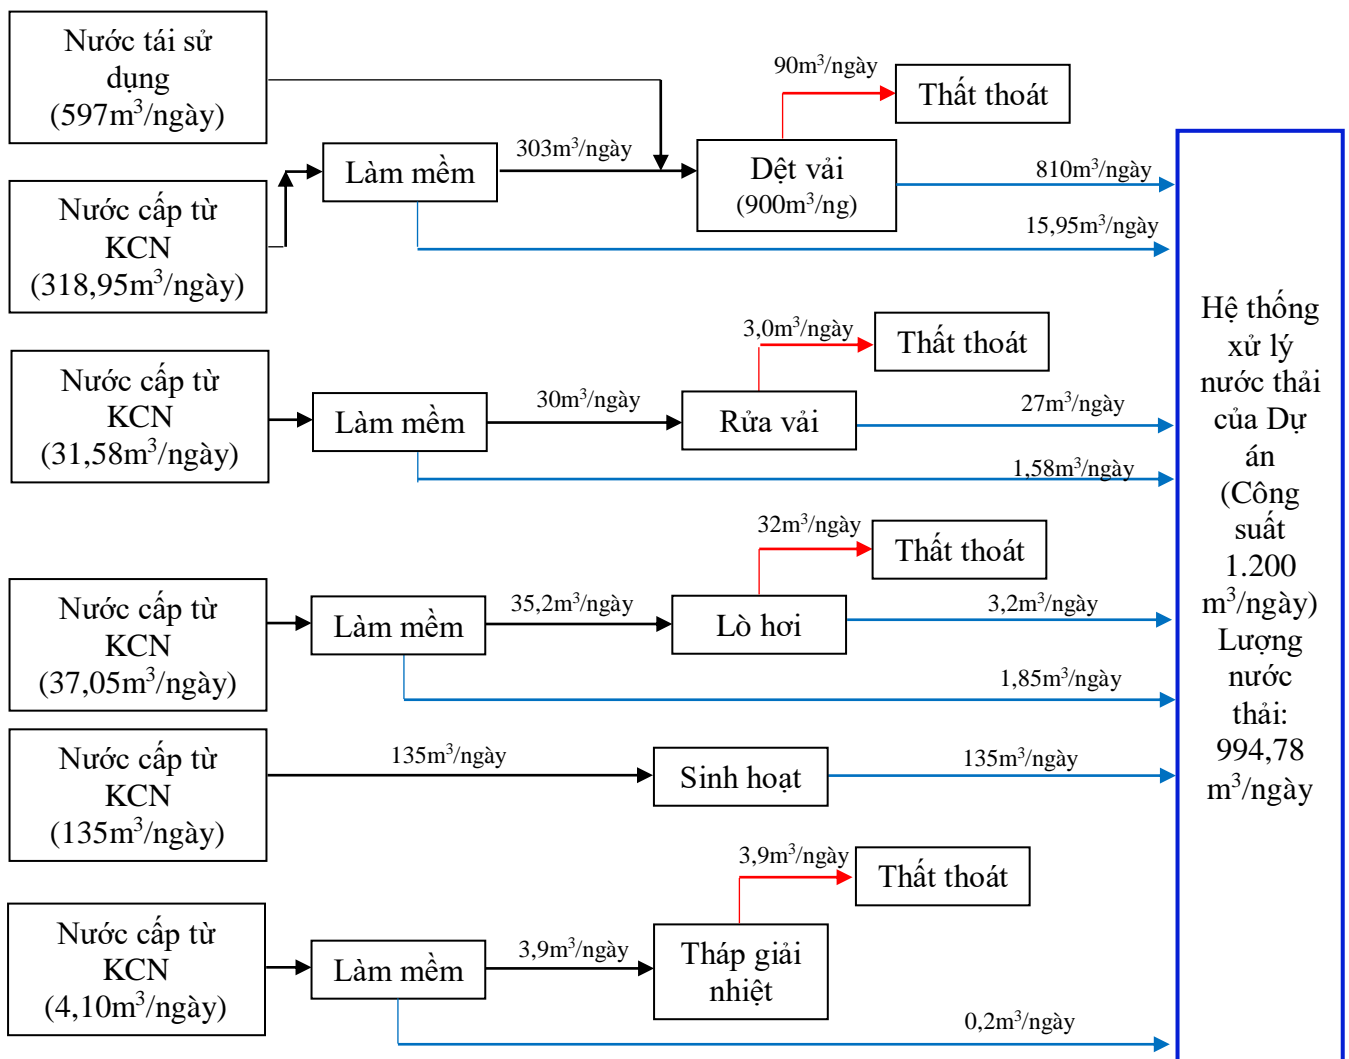 Nước tái sử
dụng
(597m³/ngày)
90m³/ngày
Thất thoát
303m³/ngày
Làm mềm
Dệt vải
(900m³/ng)
810m³/ngày
Nước cấp từ
KCN
(318,95m³/ngày)
15,95m³/ngày
3,0m³/ngày
Thất thoát
Nước cấp từ
KCN
(31,58m³/ngày)
Làm mềm
30m³/ngày
Rửa vải
27m³/ngày
1,58m³/ngày
32m³/ngày
Thất thoát
Nước cấp từ
KCN
(37,05m³/ngày)
Làm mềm
35,2m³/ngày
Lò hơi
3,2m³/ngày
1,85m³/ngày
Nước cấp từ
KCN
(135m³/ngày)
135m³/ngày
Sinh hoạt
135m³/ngày
3,9m³/ngày
Thất thoát
Nước cấp từ
KCN
(4,10m³/ngày)
Làm mềm
3,9m³/ngày
Tháp giải
nhiệt
0,2m³/ngày
Hệ thống
xử lý
nước thải
của Dự
án
(Công
suất
1.200
m³/ngày)
Lượng
nước
thải:
994,78
m³/ngày